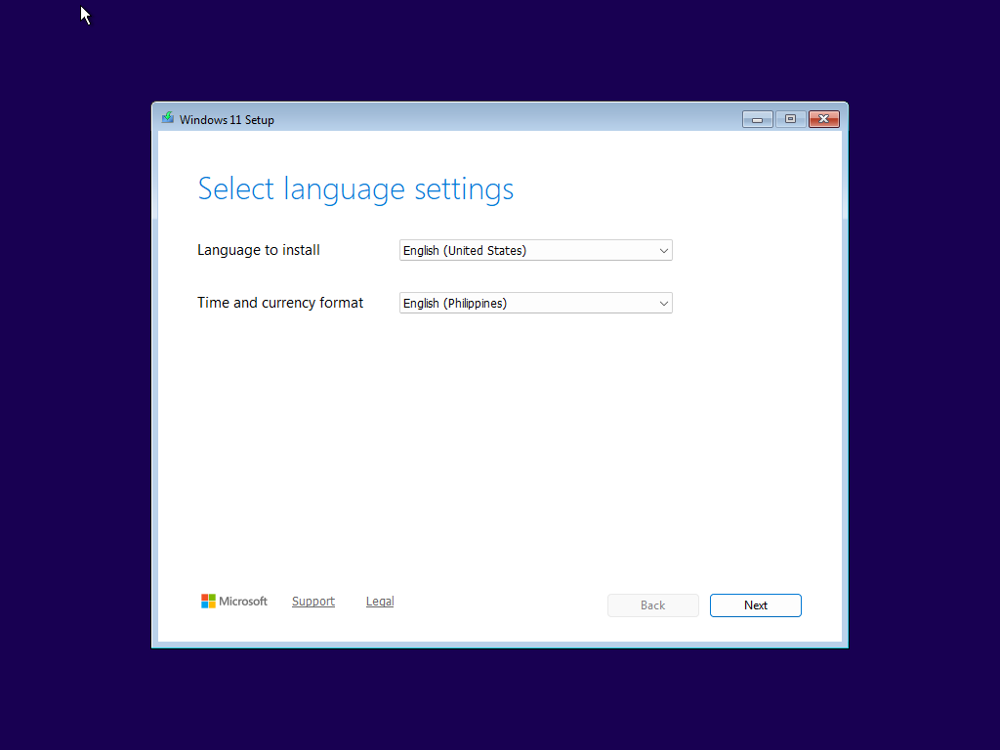 Windows 11 Setup
Select language settings
Language to install English (United States)
Time and currency format English (Philippines)
Microsoft Support Legal Back Next